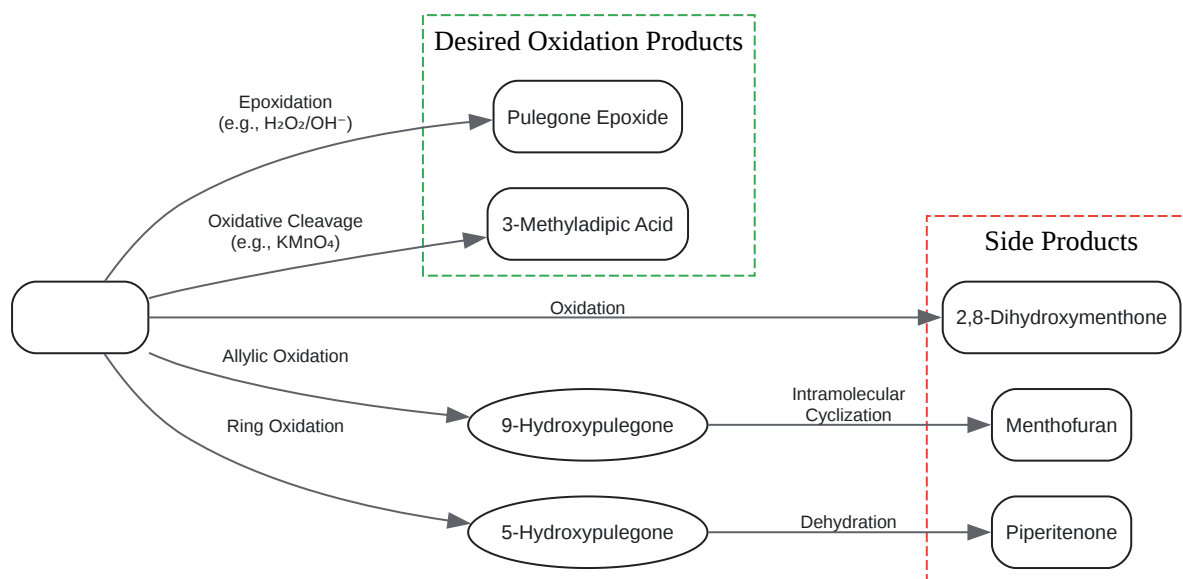 Desired Oxidation Products
Epoxidation
(e.g., H₂O₂/OH⁻)
Pulegone Epoxide
Oxidative Cleavage
(e.g., KMnO₄)
3-Methyladipic Acid
Side Products
Oxidation
2,8-Dihydroxymenthone
Allylic Oxidation
9-Hydroxypulegone
Intramolecular
Cyclization
Menthofuran
Ring Oxidation
5-Hydroxypulegone
Dehydration
Piperitenone